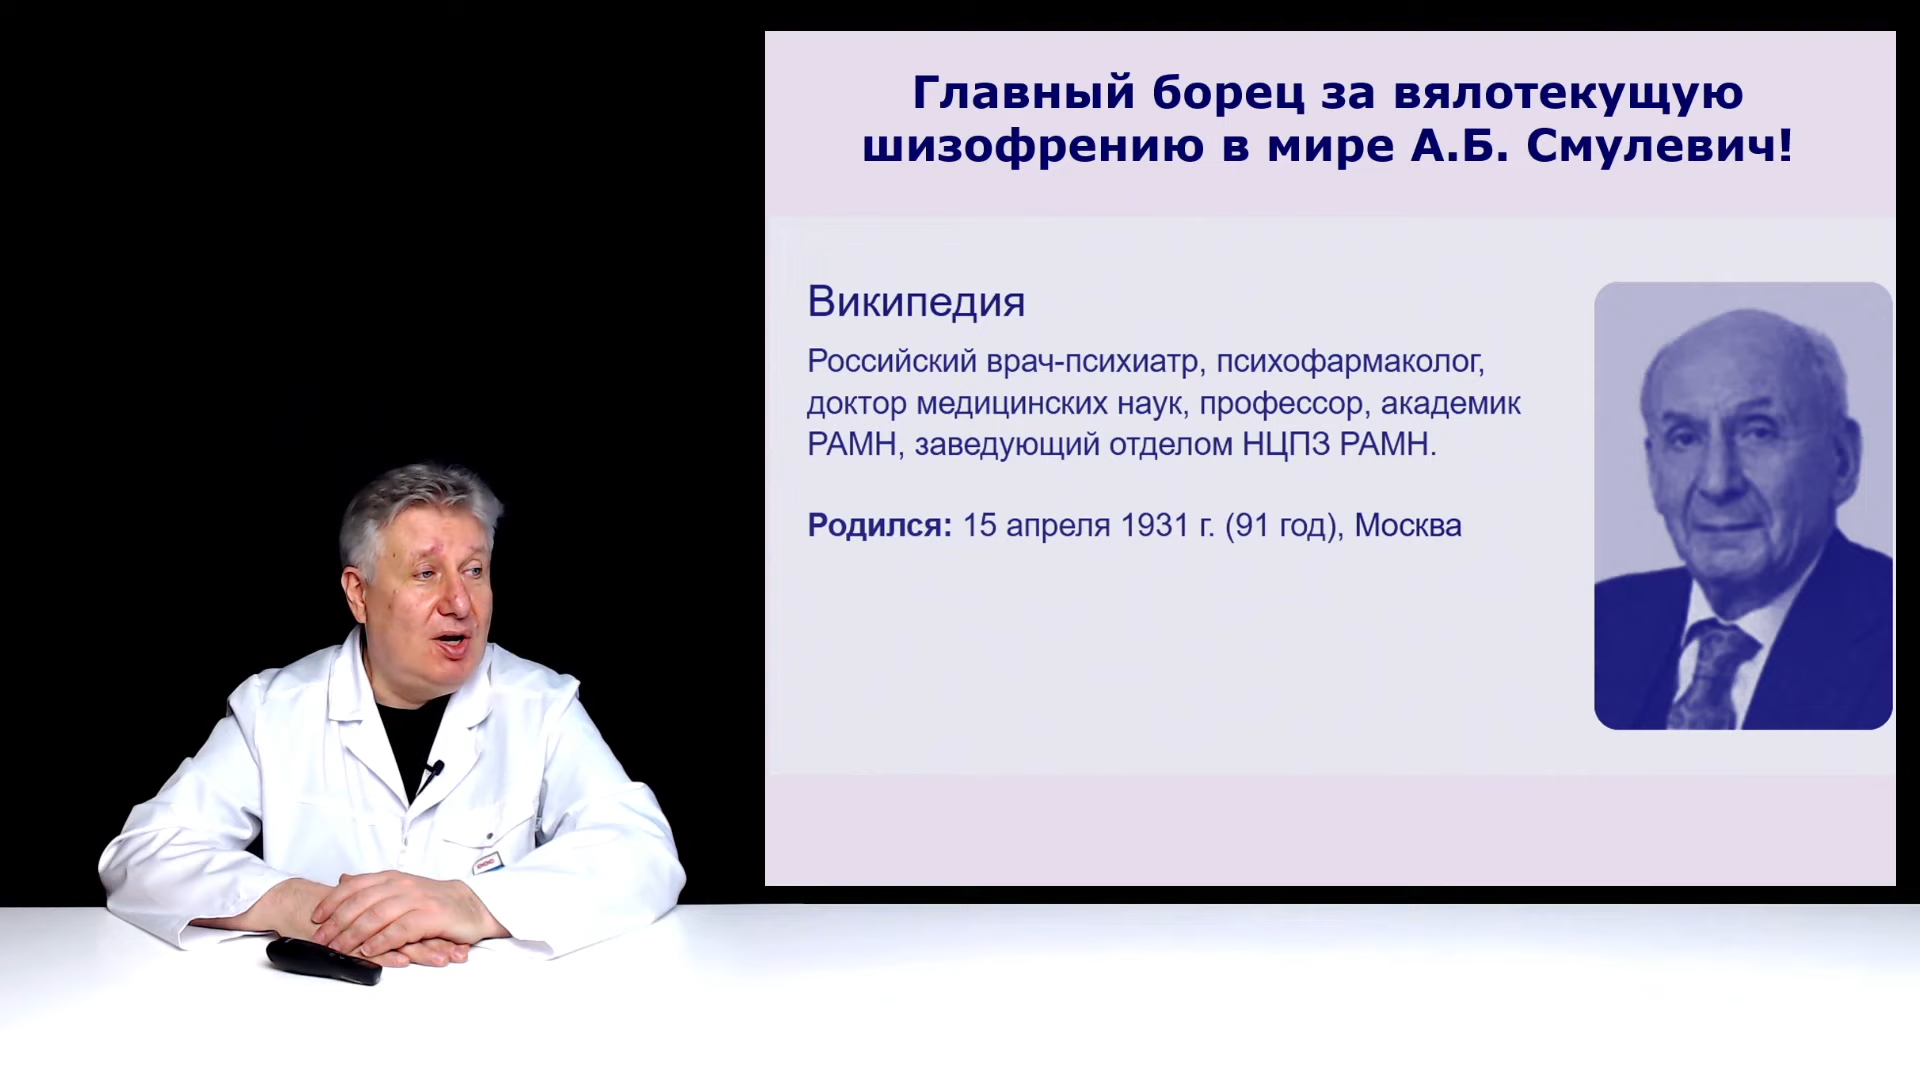 Главный борец за вялотекущую
шизофрению в мире А.Б. Смулевич!
Википедия
Российский врач-психиатр, психофармаколог,
доктор медицинских наук, профессор, академик
РАМН, заведующий отделом НЦПЗ РАМН.
Родился: 15 апреля 1931 г. (91 год), Москва